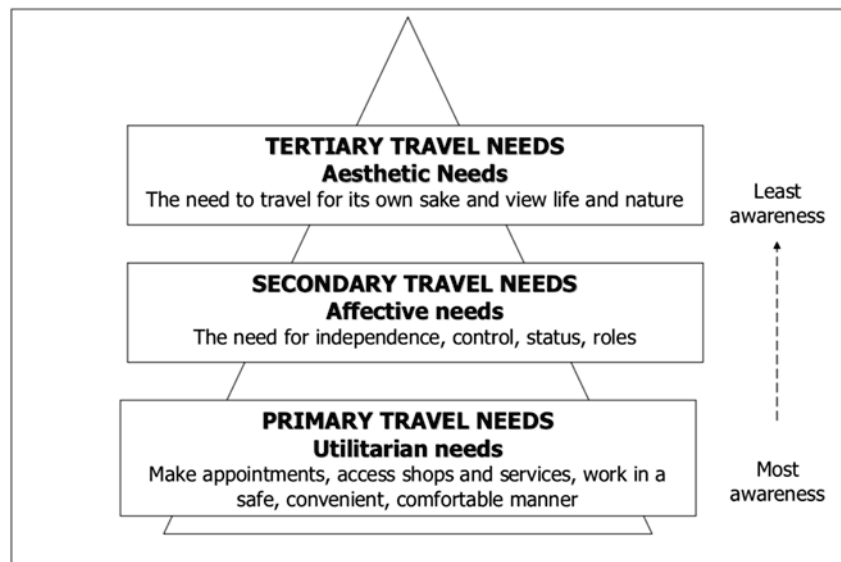 TERTIARY TRAVEL NEEDS
Aesthetic Needs
The need to travel for its own sake and view life and nature
Least
awareness
SECONDARY TRAVEL NEEDS
Affective needs
The need for independence, control, status, roles
PRIMARY TRAVEL NEEDS
Utilitarian needs
Make appointments, access shops and services, work in a
safe, convenient, comfortable manner
Most
awareness